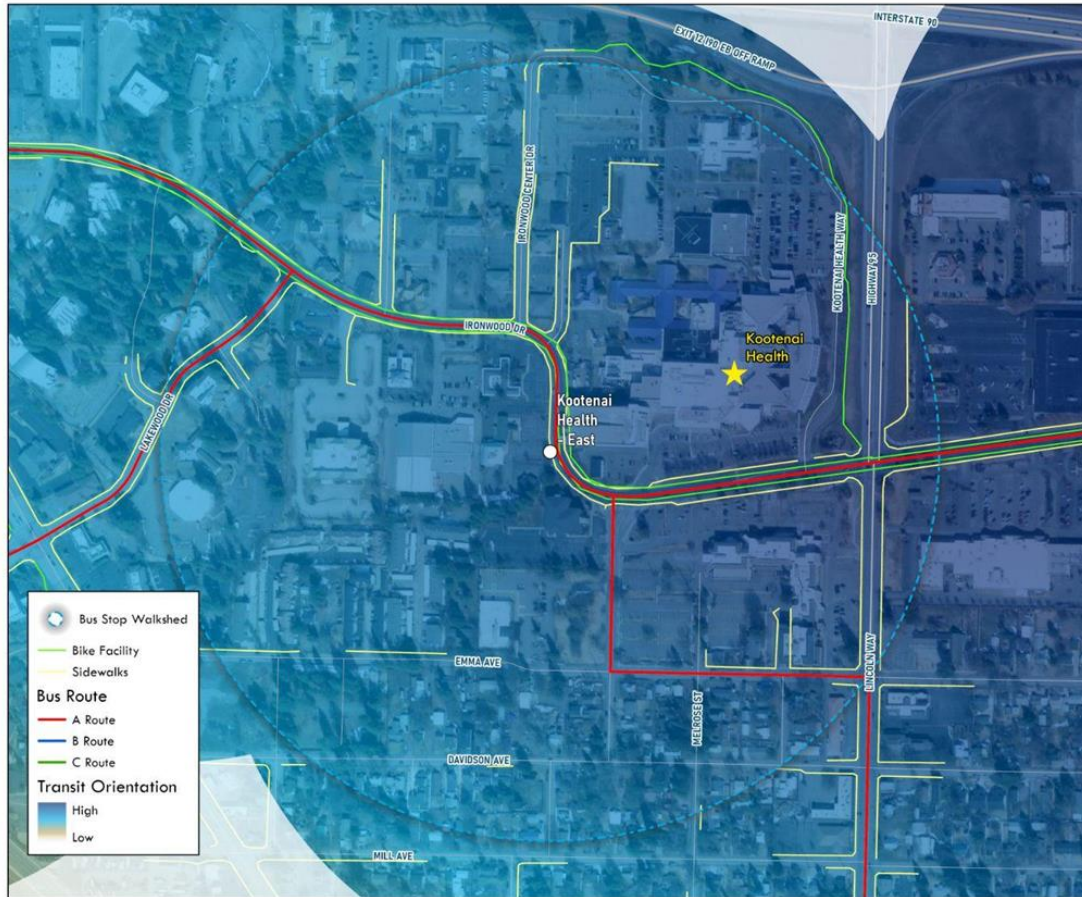 INTERSTATE 90
EXIT 12 I90 EB OFF RAMP
IRONWOOD CENTER DR
KOOTENAI HEALTH WAY
HIGHWAY 95
IRONWOOD DR
Kootenai
Health
Kootenai
Health
- East
LAKEWOOD DR
Bus Stop Walkshed
Bike Facility
Sidewalks
Bus Route
A Route
B Route
C Route
Transit Orientation
High
Low
EMMA AVE
LINCOLN WAY
MELROSE ST
DAVIDSON AVE
MILL AVE